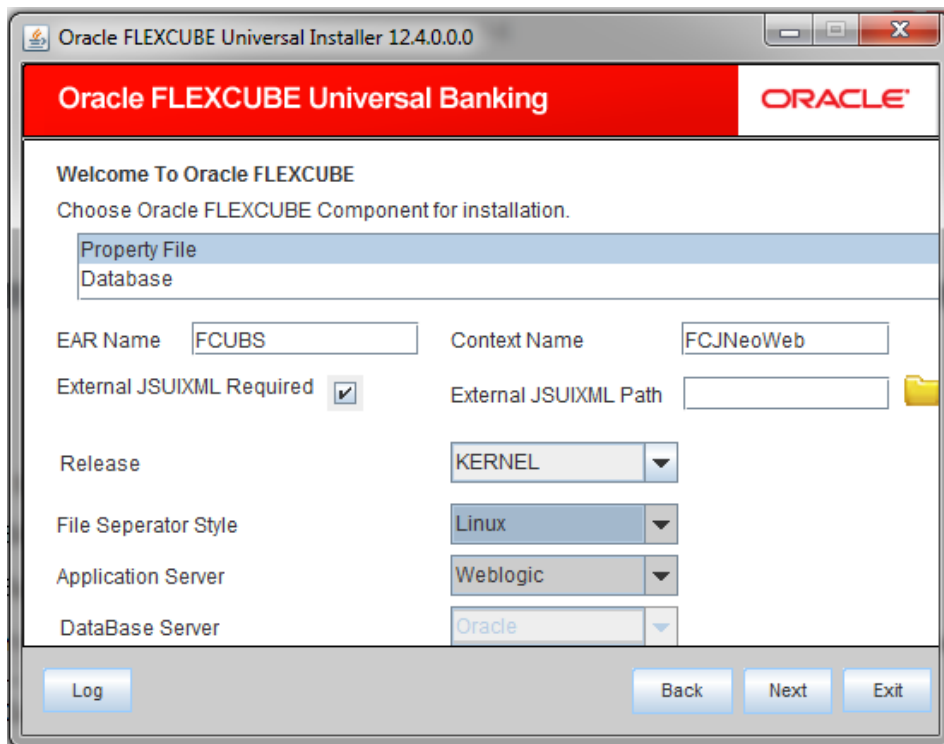 Oracle FLEXCUBE Universal Installer 12.4.0.0.0
Oracle FLEXCUBE Universal Banking
ORACLE
Welcome To Oracle FLEXCUBE
Choose Oracle FLEXCUBE Component for installation.
Property File
Database
EAR Name FCUBS Context Name FCJNeoWeb
External JSUIXML Required External JSUIXML Path
Release KERNEL
File Seperator Style Linux
Application Server Weblogic
DataBase Server Oracle
Log Back Next Exit